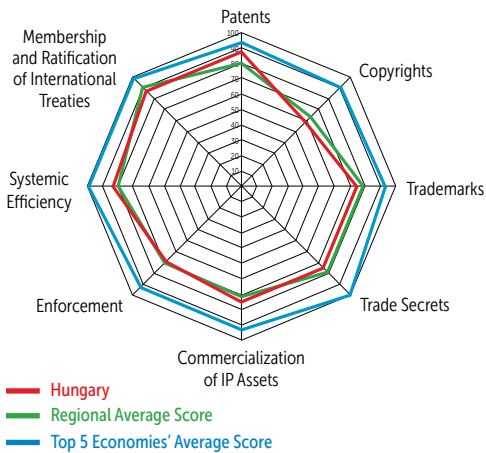 Patents
Copyrights
Trademarks
Trade Secrets
Commercialization
of IP Assets
Enforcement
Systemic
Efficiency
Membership
and Ratification
of International
Treaties
100
90
80
70
60
50
40
30
20
10
Hungary
Regional Average Score
Top 5 Economies’ Average Score